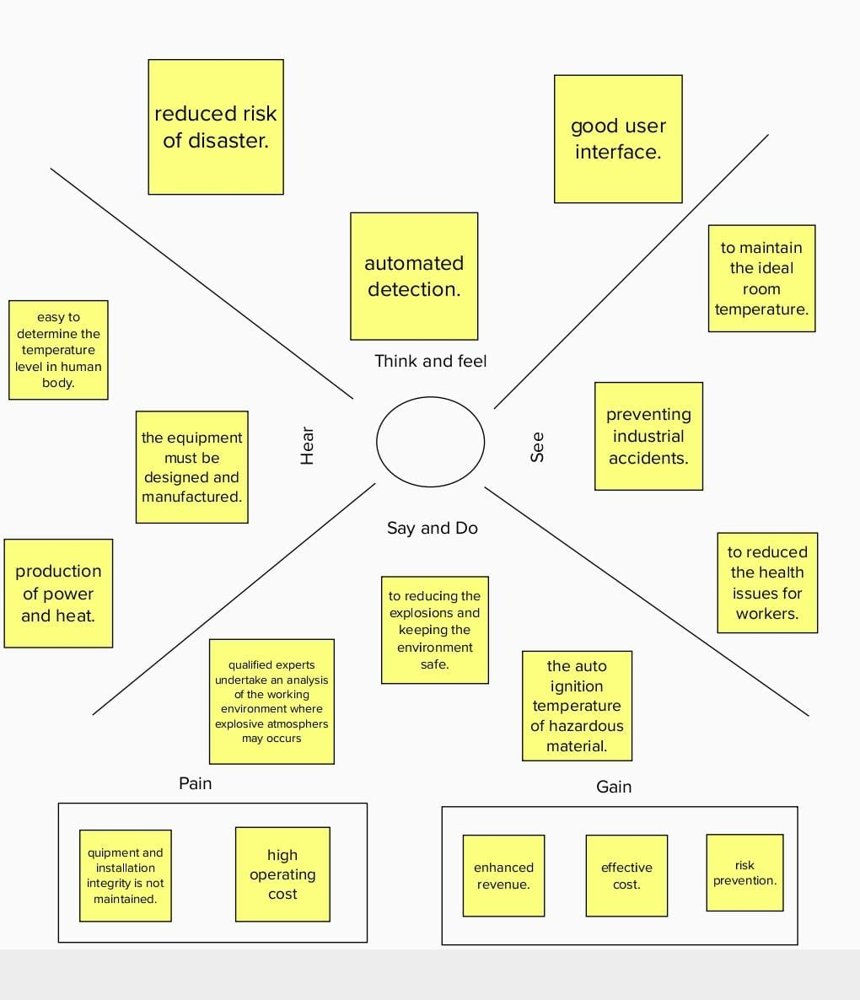 reduced risk
of disaster.
good user
interface.
automated
detection.
Think and feel
to maintain
the ideal
room
temperature.
easy to
determine the
temperature
level in human
body.
the equipment
must be
designed and
manufactured.
Hear
See
preventing
industrial
accidents.
Say and Do
production
of power
and heat.
to reduced
the health
issues for
workers.
to reducing the
explosions and
keeping the
environment
safe.
qualified experts
undertake an analysis
of the working
environment where
explosive atmosphers
may occurs
the auto
ignition
temperature
of hazardous
material.
Pain
quipment and
installation
integrity is not
maintained.
high
operating
cost
Gain
enhanced
revenue.
effective
cost.
risk
prevention.